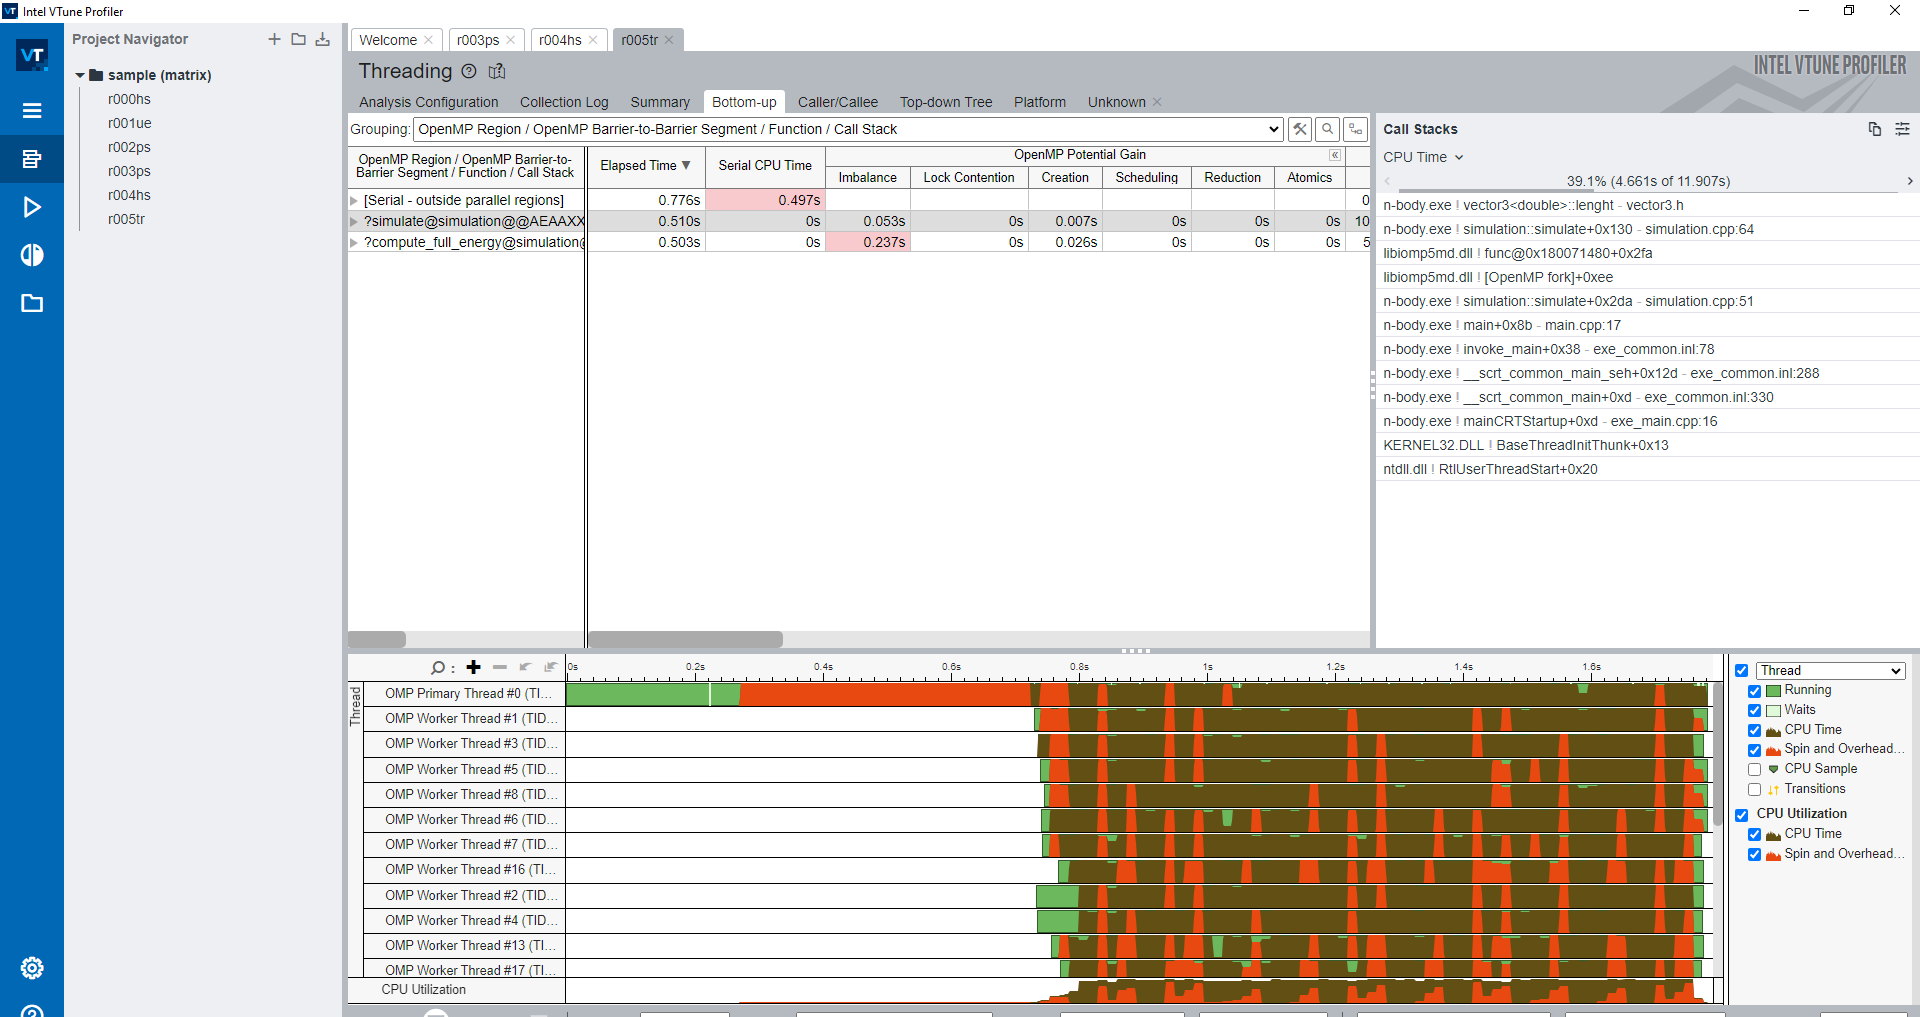 Intel VTune Profiler
VT
Project Navigator
sample (matrix)
r000hs
r001ue
r002ps
r003ps
r004hs
r005tr
Welcome
r003ps
r004hs
r005tr
Threading
INTEL VTUNE PROFILER
Analysis Configuration
Collection Log
Summary
Bottom-up
Caller/Callee
Top-down Tree
Platform
Unknown
Grouping: OpenMP Region / OpenMP Barrier-to-Barrier Segment / Function / Call Stack
OpenMP Region / OpenMP Barrier-to-
Barrier Segment / Function / Call Stack
Elapsed Time ▼
Serial CPU Time
OpenMP Potential Gain
Imbalance
Lock Contention
Creation
Scheduling
Reduction
Atomics
[Serial - outside parallel regions] 0.776s 0.497s 0
?simulate@simulation@@AEAAXX 0.510s 0s 0.053s 0s 0.007s 0s 0s 0s 10
?compute_full_energy@simulation@ 0.503s 0s 0.237s 0s 0.026s 0s 0s 0s 5
Call Stacks
CPU Time
39.1% (4.661s of 11.907s)
n-body.exe ! vector3<double>::lenght - vector3.h
n-body.exe ! simulation::simulate+0x130 - simulation.cpp:64
libiomp5md.dll ! func@0x180071480+0x2fa
libiomp5md.dll ! [OpenMP fork]+0xee
n-body.exe ! simulation::simulate+0x2da - simulation.cpp:51
n-body.exe ! main+0x8b - main.cpp:17
n-body.exe ! invoke_main+0x38 - exe_common.inl:78
n-body.exe ! __scrt_common_main_seh+0x12d - exe_common.inl:288
n-body.exe ! __scrt_common_main+0xd - exe_common.inl:330
n-body.exe ! mainCRTStartup+0xd - exe_main.cpp:16
KERNEL32.DLL ! BaseThreadInitThunk+0x13
ntdll.dll ! RtlUserThreadStart+0x20
0s 0.2s 0.4s 0.6s 0.8s 1s 1.2s 1.4s 1.6s
Thread
OMP Primary Thread #0 (TI...
OMP Worker Thread #1 (TID...
OMP Worker Thread #3 (TID...
OMP Worker Thread #5 (TID...
OMP Worker Thread #8 (TID...
OMP Worker Thread #6 (TID...
OMP Worker Thread #7 (TID...
OMP Worker Thread #16 (TI...
OMP Worker Thread #2 (TID...
OMP Worker Thread #4 (TID...
OMP Worker Thread #13 (TI...
OMP Worker Thread #17 (TI...
CPU Utilization
Thread
Running
Waits
CPU Time
Spin and Overhead...
CPU Sample
Transitions
CPU Utilization
CPU Time
Spin and Overhead...